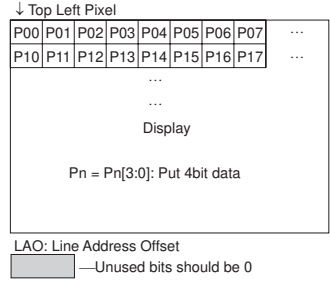 ↓ Top Left Pixel
P00 P01 P02 P03 P04 P05 P06 P07 ...
P10 P11 P12 P13 P14 P15 P16 P17 ...
...
...
Display
Pn = Pn[3:0]: Put 4bit data
LAO: Line Address Offset
—Unused bits should be 0